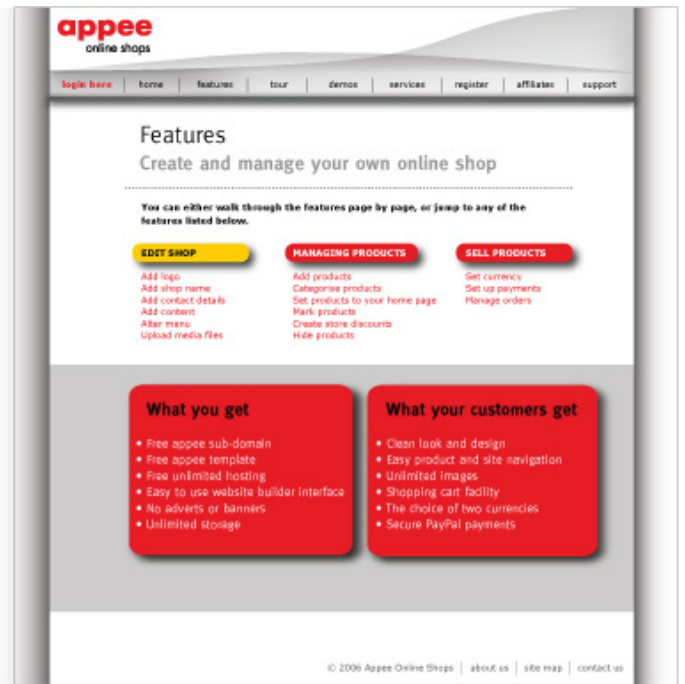 appee
online shops
login here home features tour demos services register affiliates support
Features
Create and manage your own online shop
You can either walk through the features page by page, or jump to any of the
features listed below.
EDIT SHOP
Add logo
Add shop name
Add contact details
Add content
Alter menu
Upload media files
MANAGING PRODUCTS
Add products
Categorise products
Set products to your home page
Mark products
Create store discounts
Hide products
SELL PRODUCTS
Set currency
Set up payments
Manage orders
What you get
• Free appee sub-domain
• Free appee template
• Free unlimited hosting
• Easy to use website builder interface
• No adverts or banners
• Unlimited storage
What your customers get
• Clean look and design
• Easy product and site navigation
• Unlimited images
• Shopping cart facility
• The choice of two currencies
• Secure PayPal payments
© 2006 Appee Online Shops | about us | site map | contact us